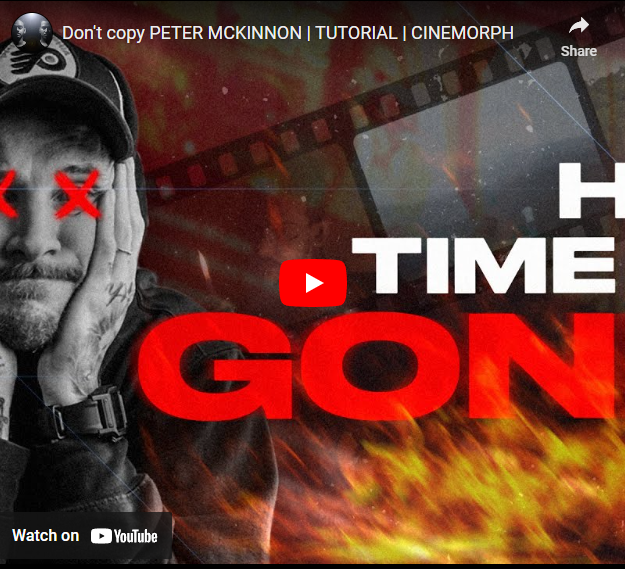 Don't copy PETER MCKINNON | TUTORIAL | CINEMORPH
Share
H
TIME
GON
Watch on YouTube